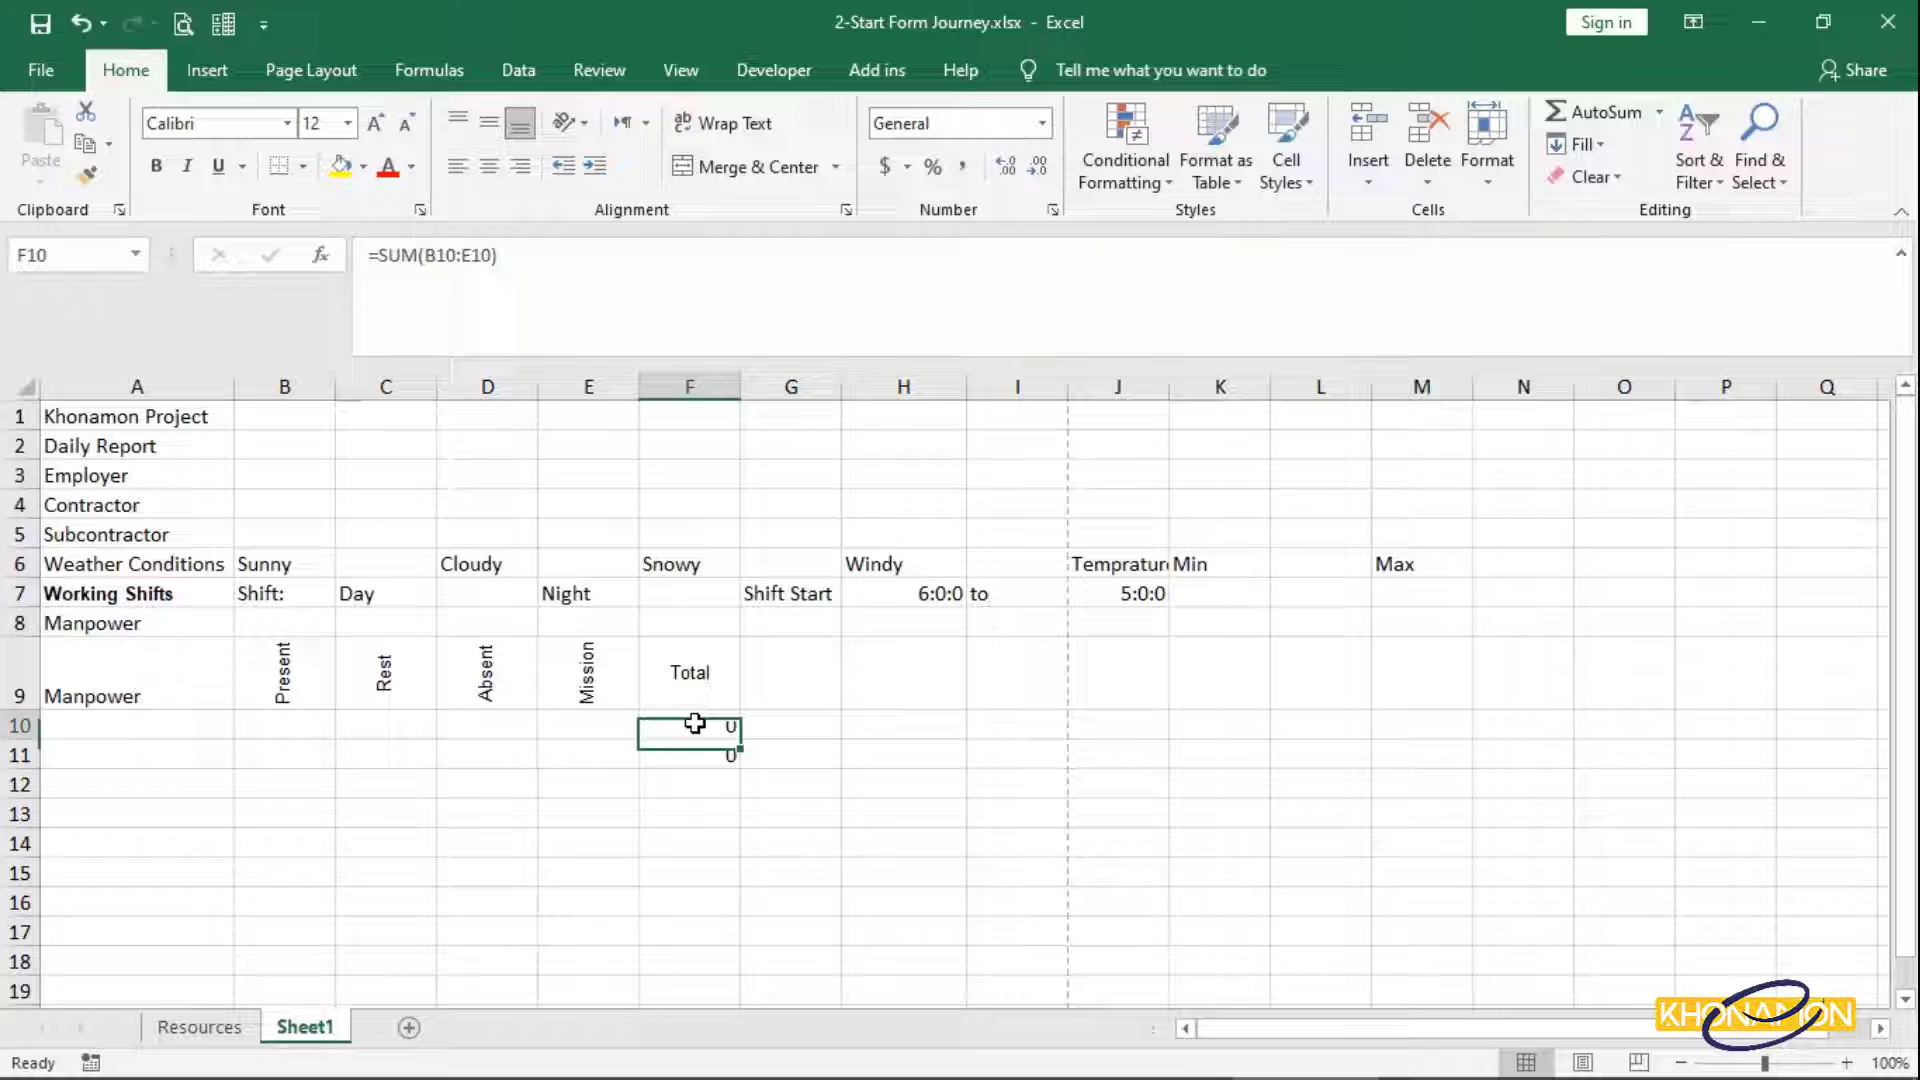 2-Start Form Journey.xlsx - Excel
Sign in
File Home Insert Page Layout Formulas Data Review View Developer Add ins Help Tell me what you want to do Share
Paste
Clipboard
Calibri 12
B I U
Font
Wrap Text
Merge & Center
Alignment
General
$ % ,
Number
Conditional Formatting
Format as Table
Cell Styles
Styles
Insert Delete Format
Cells
AutoSum
Fill
Clear
Sort & Filter
Find & Select
Editing
F10 fx =SUM(B10:E10)
A B C D E F G H I J K L M N O P Q
1 Khonamon Project
2 Daily Report
3 Employer
4 Contractor
5 Subcontractor
6 Weather Conditions Sunny Cloudy Snowy Windy Tempratur Min Max
7 Working Shifts Shift: Day Night Shift Start 6:0:0 to 5:0:0
8 Manpower
9 Manpower Present Rest Absent Mission Total
10 0
11 0
12
13
14
15
16
17
18
19
Resources Sheet1
KHONAMON
Ready 100%